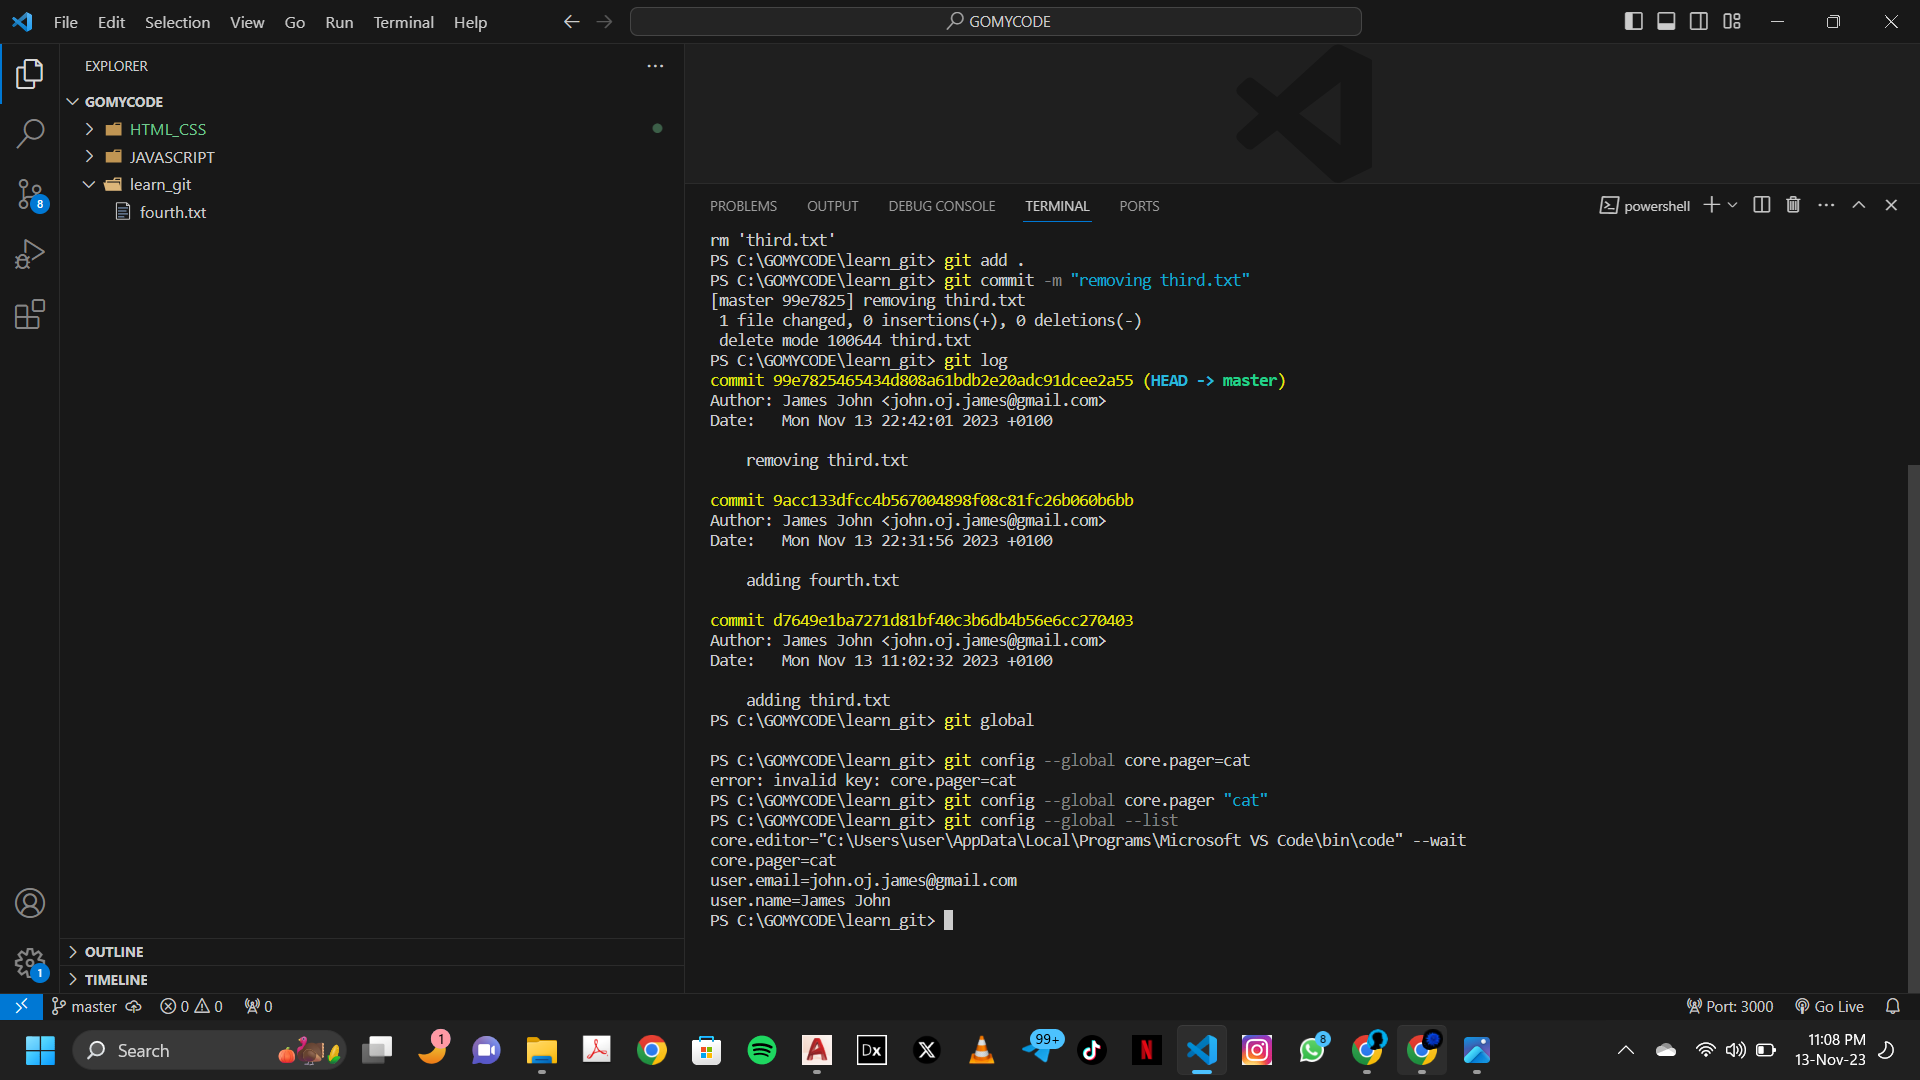 File Edit Selection View Go Run Terminal Help
GOMYCODE
EXPLORER
GOMYCODE
HTML_CSS
JAVASCRIPT
learn_git
fourth.txt
8
PROBLEMS OUTPUT DEBUG CONSOLE TERMINAL PORTS
powershell
rm 'third.txt'
PS C:\GOMYCODE\learn_git> git add .
PS C:\GOMYCODE\learn_git> git commit -m "removing third.txt"
[master 99e7825] removing third.txt
1 file changed, 0 insertions(+), 0 deletions(-)
delete mode 100644 third.txt
PS C:\GOMYCODE\learn_git> git log
commit 99e7825465434d808a61bdb2e20adc91dcee2a55 (HEAD -> master)
Author: James John <john.oj.james@gmail.com>
Date:   Mon Nov 13 22:42:01 2023 +0100
removing third.txt
commit 9acc133dfcc4b567004898f08c81fc26b060b6bb
Author: James John <john.oj.james@gmail.com>
Date:   Mon Nov 13 22:31:56 2023 +0100
adding fourth.txt
commit d7649e1ba7271d81bf40c3b6db4b56e6cc270403
Author: James John <john.oj.james@gmail.com>
Date:   Mon Nov 13 11:02:32 2023 +0100
adding third.txt
PS C:\GOMYCODE\learn_git> git global
PS C:\GOMYCODE\learn_git> git config --global core.pager=cat
error: invalid key: core.pager=cat
PS C:\GOMYCODE\learn_git> git config --global core.pager "cat"
PS C:\GOMYCODE\learn_git> git config --global --list
core.editor="C:\Users\user\AppData\Local\Programs\Microsoft VS Code\bin\code" --wait
core.pager=cat
user.email=john.oj.james@gmail.com
user.name=James John
PS C:\GOMYCODE\learn_git>
OUTLINE
TIMELINE
1
master 0 0 0
Port: 3000 Go Live
Search
1
Dx
X
99+
N
8
11:08 PM
13-Nov-23